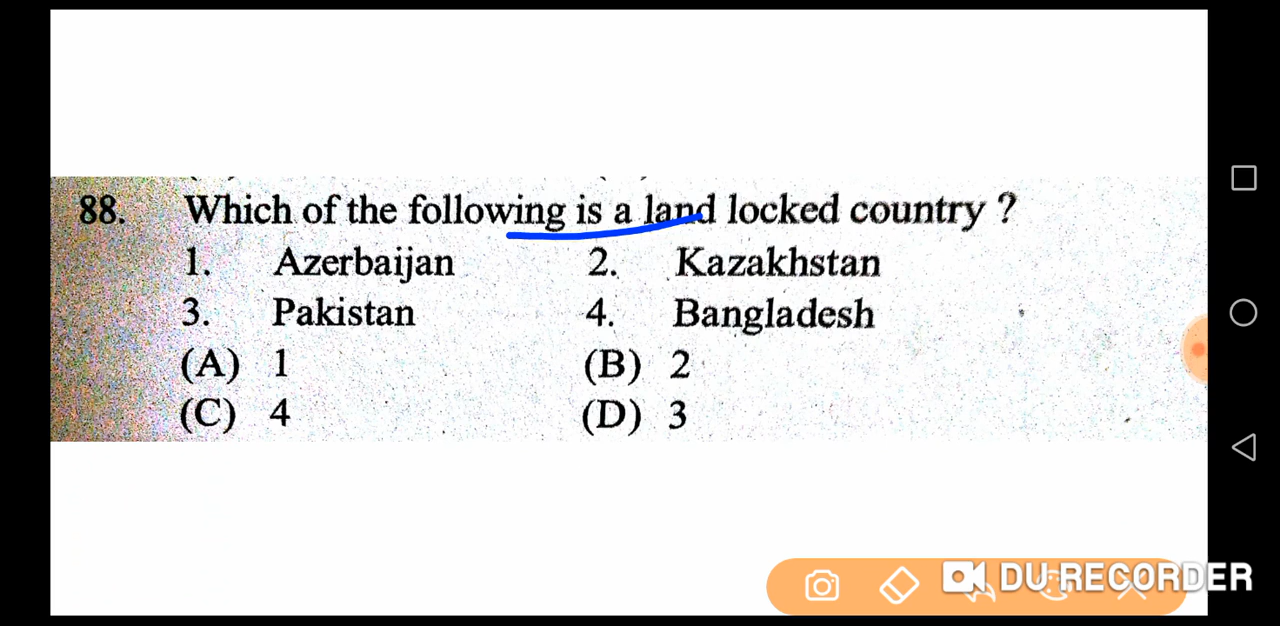 88. Which of the following is a land locked country ?
1. Azerbaijan 2. Kazakhstan
3. Pakistan 4. Bangladesh
(A) 1 (B) 2
(C) 4 (D) 3
DU RECORDER